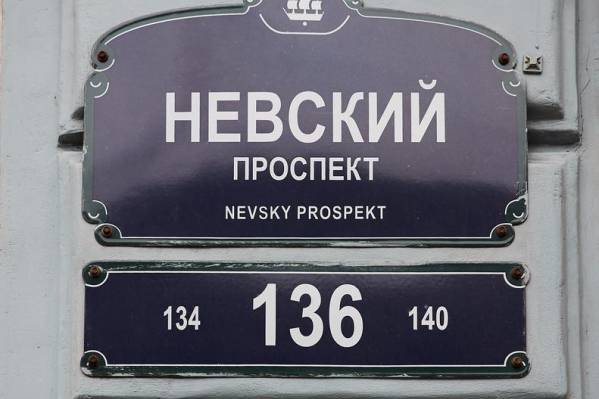 НЕВСКИЙ
ПРОСПЕКТ
NEVSKY PROSPEKT
134 136 140